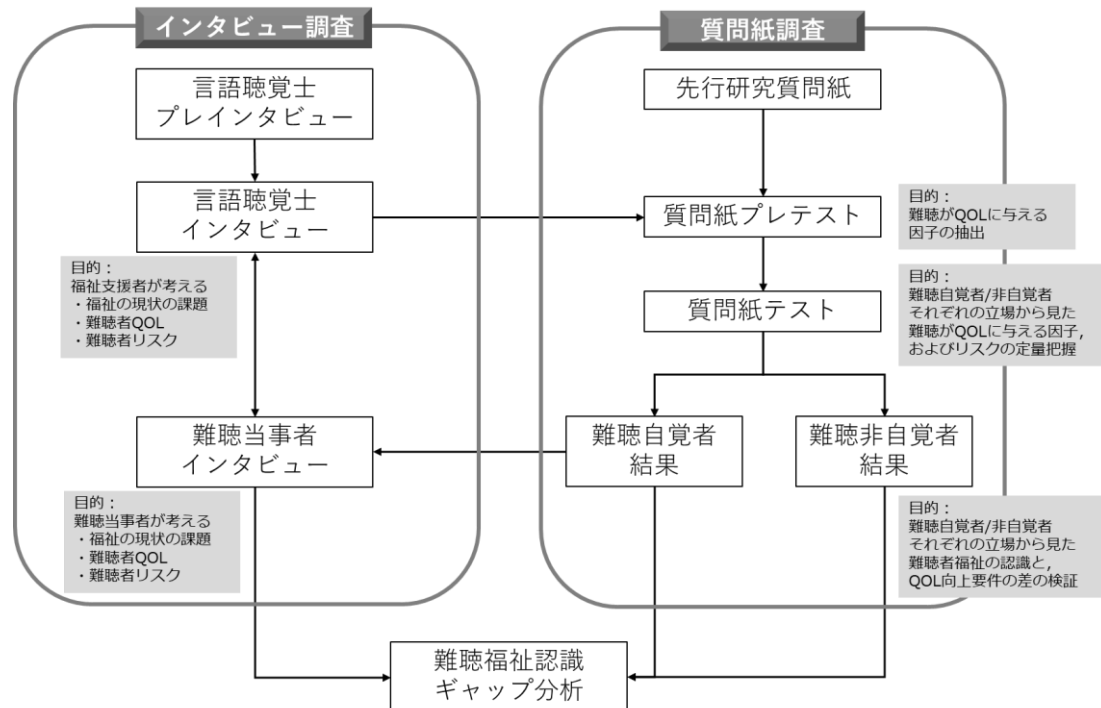 インタビュー調査
言語聴覚士
プレインタビュー
言語聴覚士
インタビュー
目的：
福祉支援者が考える
・福祉の現状の課題
・難聴者QOL
・難聴者リスク
難聴当事者
インタビュー
目的：
難聴当事者が考える
・福祉の現状の課題
・難聴者QOL
・難聴者リスク
質問紙調査
先行研究質問紙
質問紙プレテスト
目的：
難聴がQOLに与える
因子の抽出
質問紙テスト
目的：
難聴自覚者/非自覚者
それぞれの立場から見た
難聴がQOLに与える因子,
およびリスクの定量把握
難聴自覚者
結果
難聴非自覚者
結果
目的：
難聴自覚者/非自覚者
それぞれの立場から見た
難聴者福祉の認識と,
QOL向上要件の差の検証
難聴福祉認識
ギャップ分析